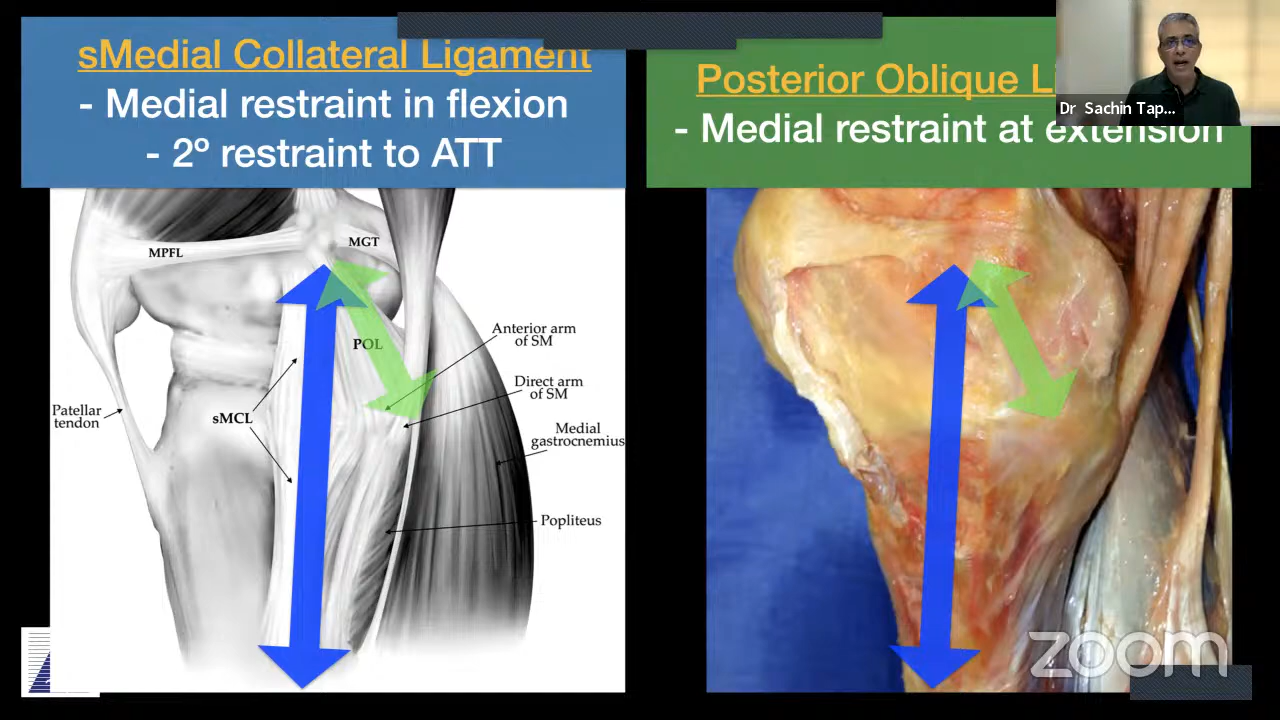 sMedial Collateral Ligament
- Medial restraint in flexion
- 2º restraint to ATT
Posterior Oblique
- Medial restraint at extension
Dr Sachin Tap...
MPFL
MGT
POL
Anterior arm
of SM
Direct arm
of SM
Patellar
tendon
sMCL
Medial
gastrocnemius
Popliteus
zoom